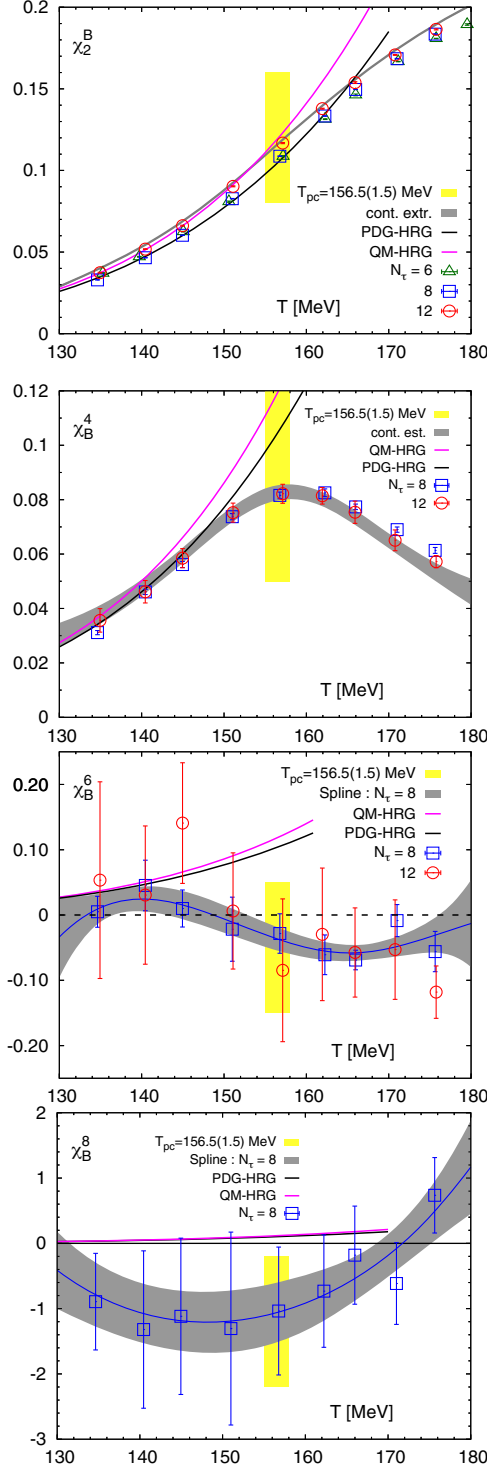 0.2
χ₂ᴮ
0.15
0.1
T_pc=156.5(1.5) MeV
cont. extr.
PDG-HRG
0.05
QM-HRG
N_τ = 6
T [MeV]
8
12
0
130 140 150 160 170 180
0.12
χ_B⁴
T_pc=156.5(1.5) MeV
0.1
cont. est.
QM-HRG
PDG-HRG
0.08
N_τ = 8
12
0.06
0.04
0.02
T [MeV]
0
130 140 150 160 170 180
0.20
χ_B⁶
T_pc=156.5(1.5) MeV
Spline : N_τ = 8
QM-HRG
0.10
PDG-HRG
N_τ = 8
12
0
-0.10
-0.20
T [MeV]
130 140 150 160 170 180
2
χ_B⁸
T_pc=156.5(1.5) MeV
Spline : N_τ = 8
1
PDG-HRG
QM-HRG
N_τ = 8
0
-1
-2
T [MeV]
-3
130 140 150 160 170 180